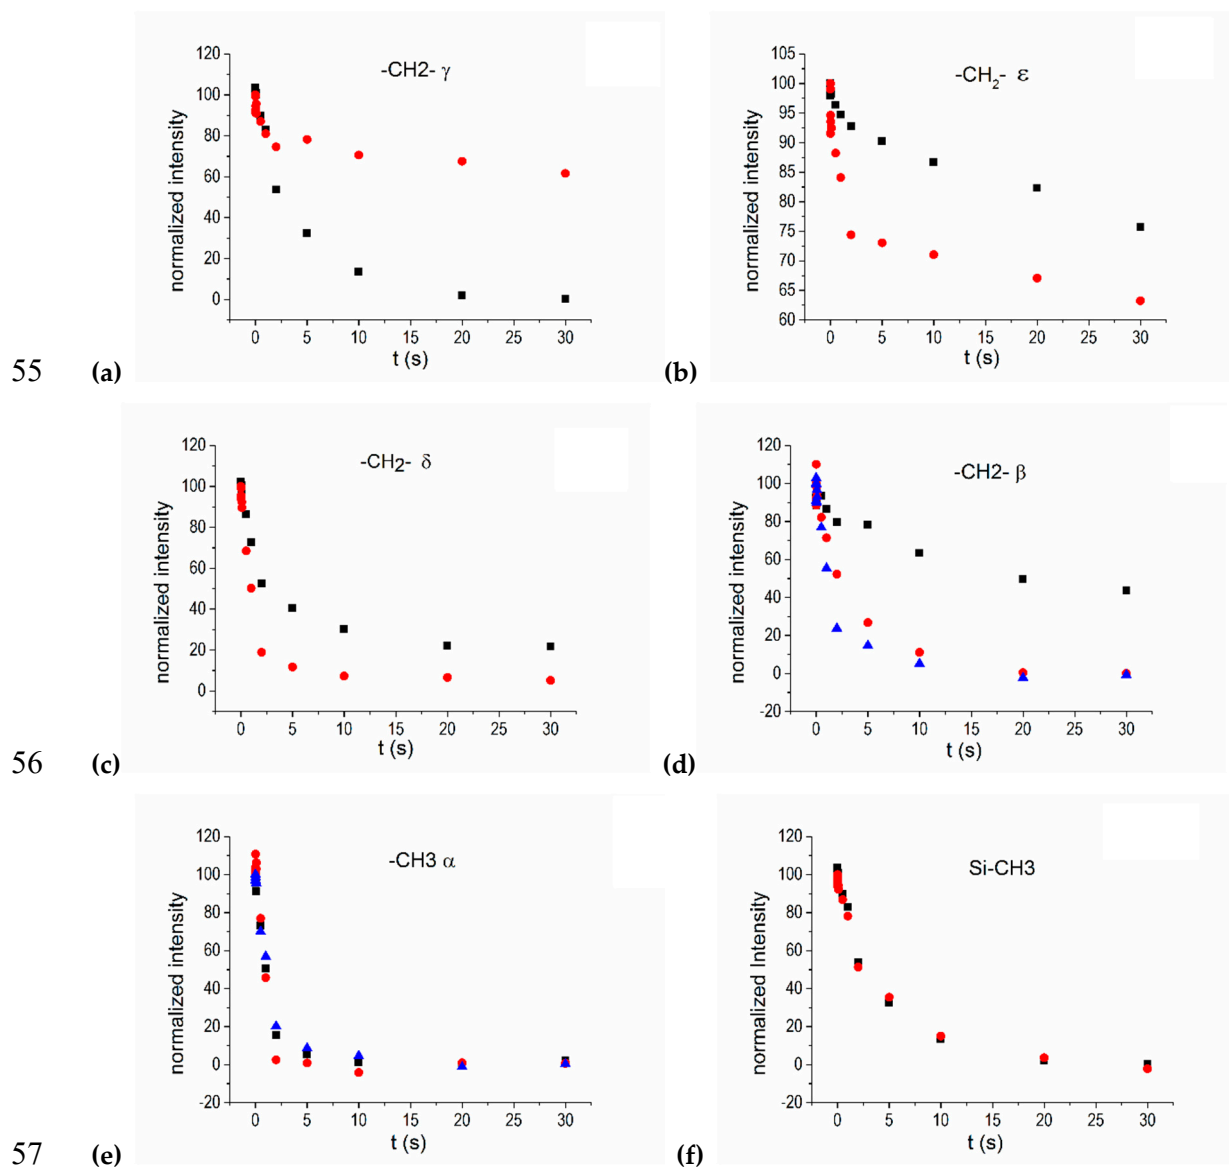 -CH2- γ
normalized intensity
120
100
80
60
40
20
0
0 5 10 15 20 25 30
t (s)
55 (a)
-CH2- ε
normalized intensity
105
100
95
90
85
80
75
70
65
60
0 5 10 15 20 25 30
t (s)
(b)
-CH2- δ
normalized intensity
120
100
80
60
40
20
0
0 5 10 15 20 25 30
t (s)
56 (c)
-CH2- β
normalized intensity
120
100
80
60
40
20
0
-20
0 5 10 15 20 25 30
t (s)
(d)
-CH3 α
normalized intensity
120
100
80
60
40
20
0
-20
0 5 10 15 20 25 30
t (s)
57 (e)
Si-CH3
normalized Intensity
120
100
80
60
40
20
0
-20
0 5 10 15 20 25 30
t (s)
(f)